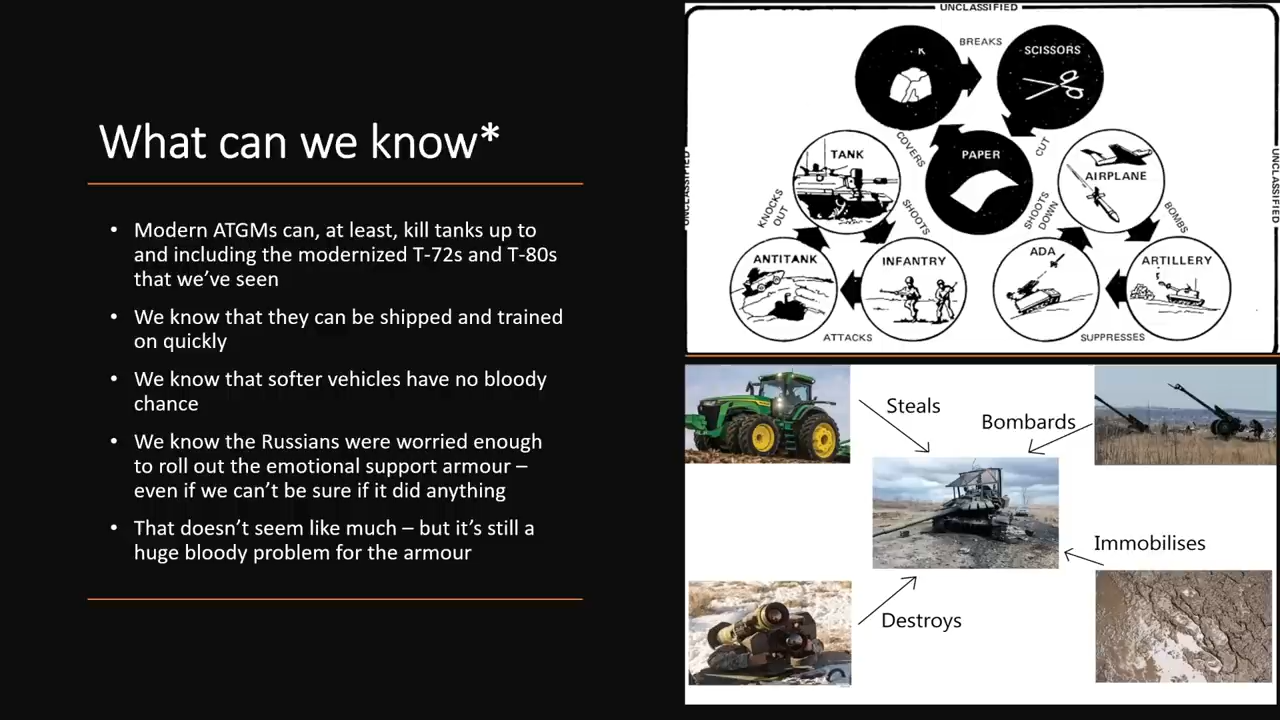 What can we know*
• Modern ATGMs can, at least, kill tanks up to
and including the modernized T-72s and T-80s
that we've seen
• We know that they can be shipped and trained
on quickly
• We know that softer vehicles have no bloody
chance
• We know the Russians were worried enough
to roll out the emotional support armour –
even if we can't be sure if it did anything
• That doesn't seem like much – but it's still a
huge bloody problem for the armour
UNCLASSIFIED
K
BREAKS
SCISSORS
COVERS
CUT
TANK
PAPER
AIRPLANE
UNCLASSIFIED
UNCLASSIFIED
KNOCKS
OUT
SHOOTS
SHOOTS
DOWN
BOMBS
ANTITANK
INFANTRY
ADA
ARTILLERY
ATTACKS
SUPPRESSES
Steals
Bombards
Immobilises
Destroys